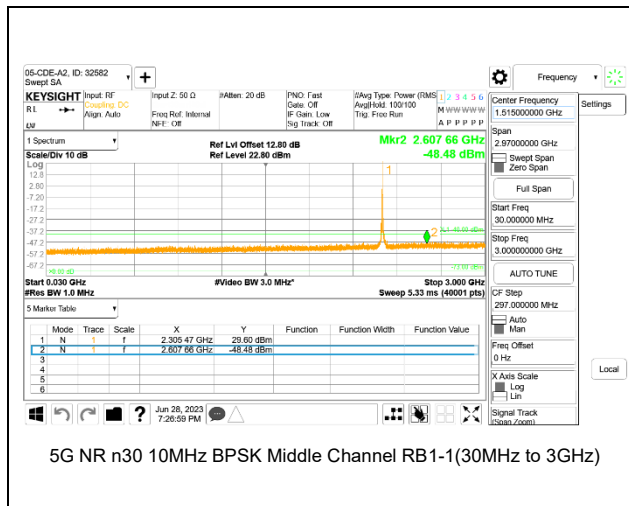 05-CDE-A2, ID: 32582
Swept SA
KEYSIGHT Input: RF Input Z: 50 Ω #Atten: 20 dB PNO: Fast #Avg Type: Power (RMS 1 2 3 4 5 6
RL Coupling: DC Gate: Off Avg|Hold: 100/100 M W W W W W
Align: Auto Freq Ref: Internal IF Gain: Low Trig: Free Run
LXI NFE: Off Sig Track: Off A P P P P P
1 Spectrum Ref Lvl Offset 12.80 dB Mkr2 2.607 66 GHz
Scale/Div 10 dB Ref Level 22.80 dBm -48.48 dBm
Log
12.8
2.80
-7.20
-17.2
-27.2
-37.2
-47.2
-57.2
-67.2
1
2
Start 0.030 GHz #Video BW 3.0 MHz* Stop 3.000 GHz
#Res BW 1.0 MHz Sweep 5.33 ms (40001 pts)
5 Marker Table
Mode Trace Scale X Y Function Function Width Function Value
1 N 1 f 2.305 47 GHz 29.60 dBm
2 N 1 f 2.607 66 GHz -48.48 dBm
3
4
5
6
Jun 28, 2023
7:26:59 PM
?
Frequency
Settings
Center Frequency
1.515000000 GHz
Span
2.97000000 GHz
Swept Span
Zero Span
Full Span
Start Freq
30.000000 MHz
Stop Freq
3.000000000 GHz
AUTO TUNE
CF Step
297.000000 MHz
Auto
Man
Freq Offset
0 Hz
X Axis Scale
Log
Lin
Signal Track
(Span Zoom)
Local
5G NR n30 10MHz BPSK Middle Channel RB1-1(30MHz to 3GHz)